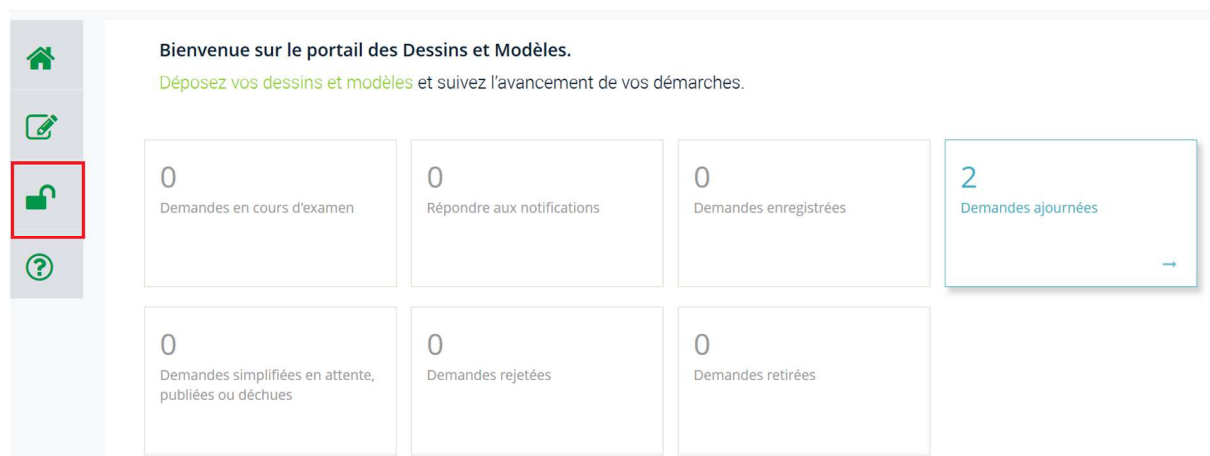 Bienvenue sur le portail des Dessins et Modèles.
Déposez vos dessins et modèles et suivez l'avancement de vos démarches.
0
Demandes en cours d'examen
0
Répondre aux notifications
0
Demandes enregistrées
2
Demandes ajournées
→
0
Demandes simplifiées en attente,
publiées ou déchues
0
Demandes rejetées
0
Demandes retirées